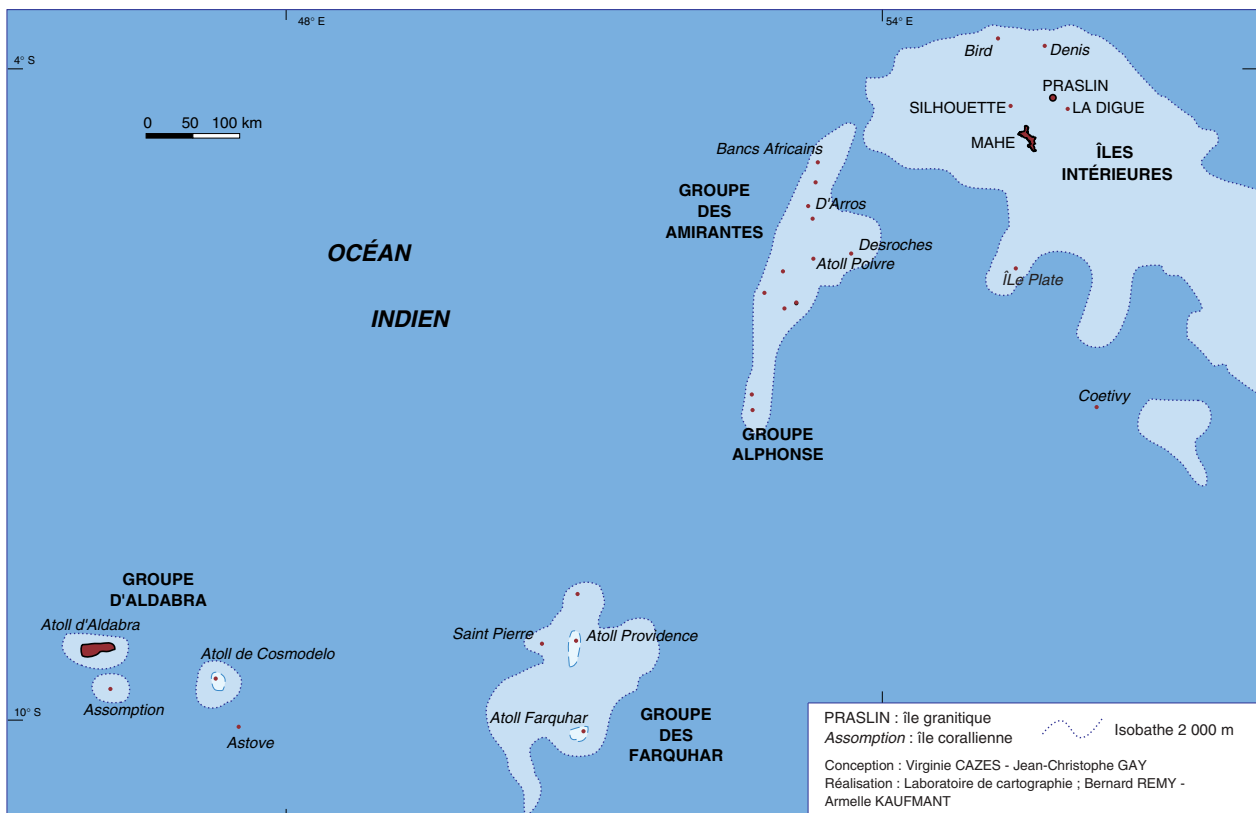 48° E
54° E
4° S
Bird
Denis
PRASLIN
SILHOUETTE
LA DIGUE
0 50 100 km
MAHE
Bancs Africains
ÎLES
INTÉRIEURES
GROUPE
DES
AMIRANTES
D'Arros
OCÉAN
Desroches
Atoll Poivre
ÎLe Plate
INDIEN
Coetivy
GROUPE
ALPHONSE
GROUPE
D'ALDABRA
Atoll d'Aldabra
Saint Pierre
Atoll Providence
Atoll de Cosmodelo
Assomption
Atoll Farquhar
GROUPE
DES
FARQUHAR
10° S
Astove
PRASLIN : île granitique
Assomption : île corallienne
Isobathe 2 000 m
Conception : Virginie CAZES - Jean-Christophe GAY
Réalisation : Laboratoire de cartographie ; Bernard REMY -
Armelle KAUFMANT